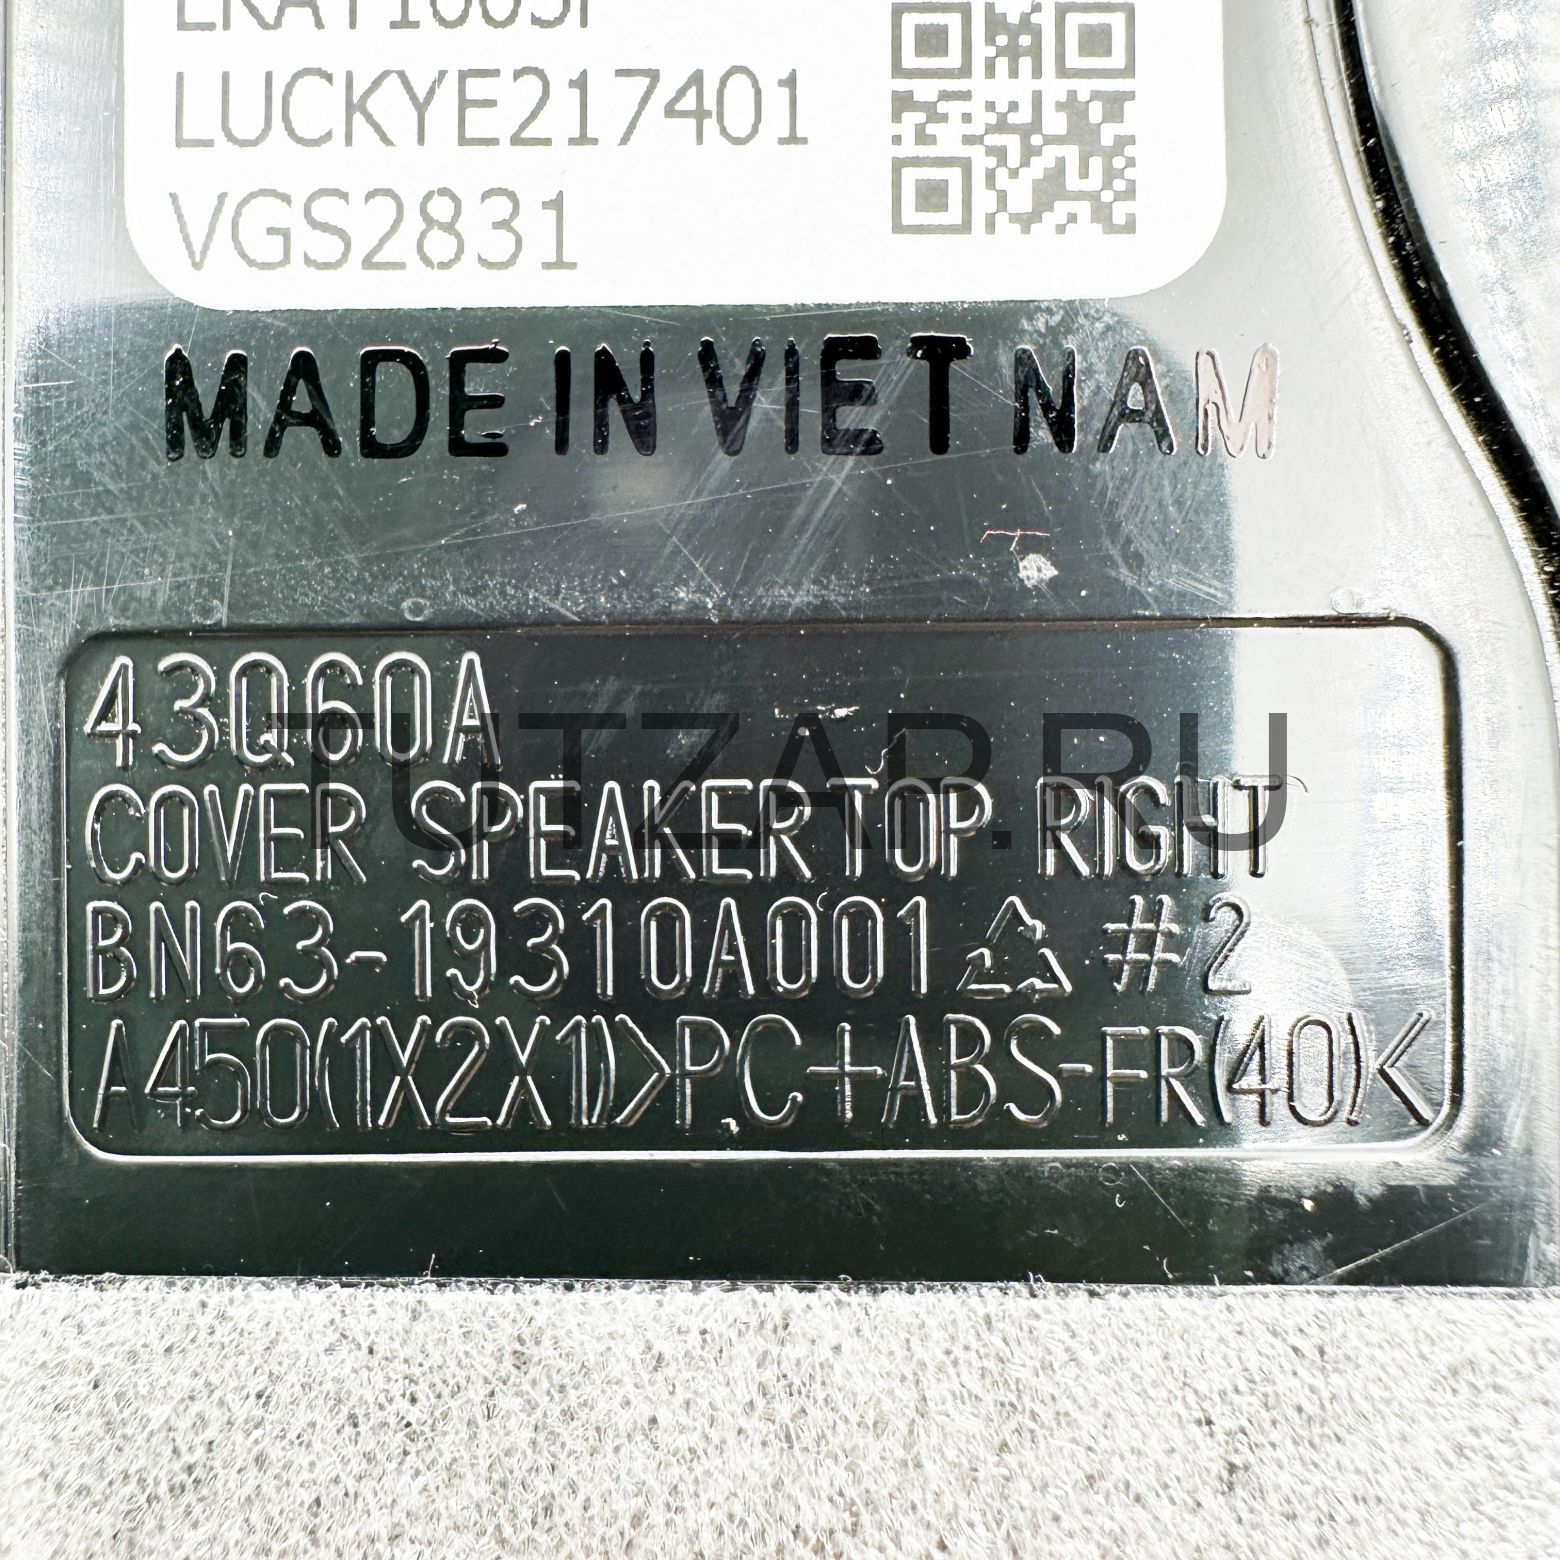 LUCKYE217401
VGS2831
MADE IN VIET NAM
43Q60A
TUTZAP.RU
COVER SPEAKER TOP RIGHT
BN63-19310A001 #2
A450(1X2X1)>PC+ABS-FR(40)<